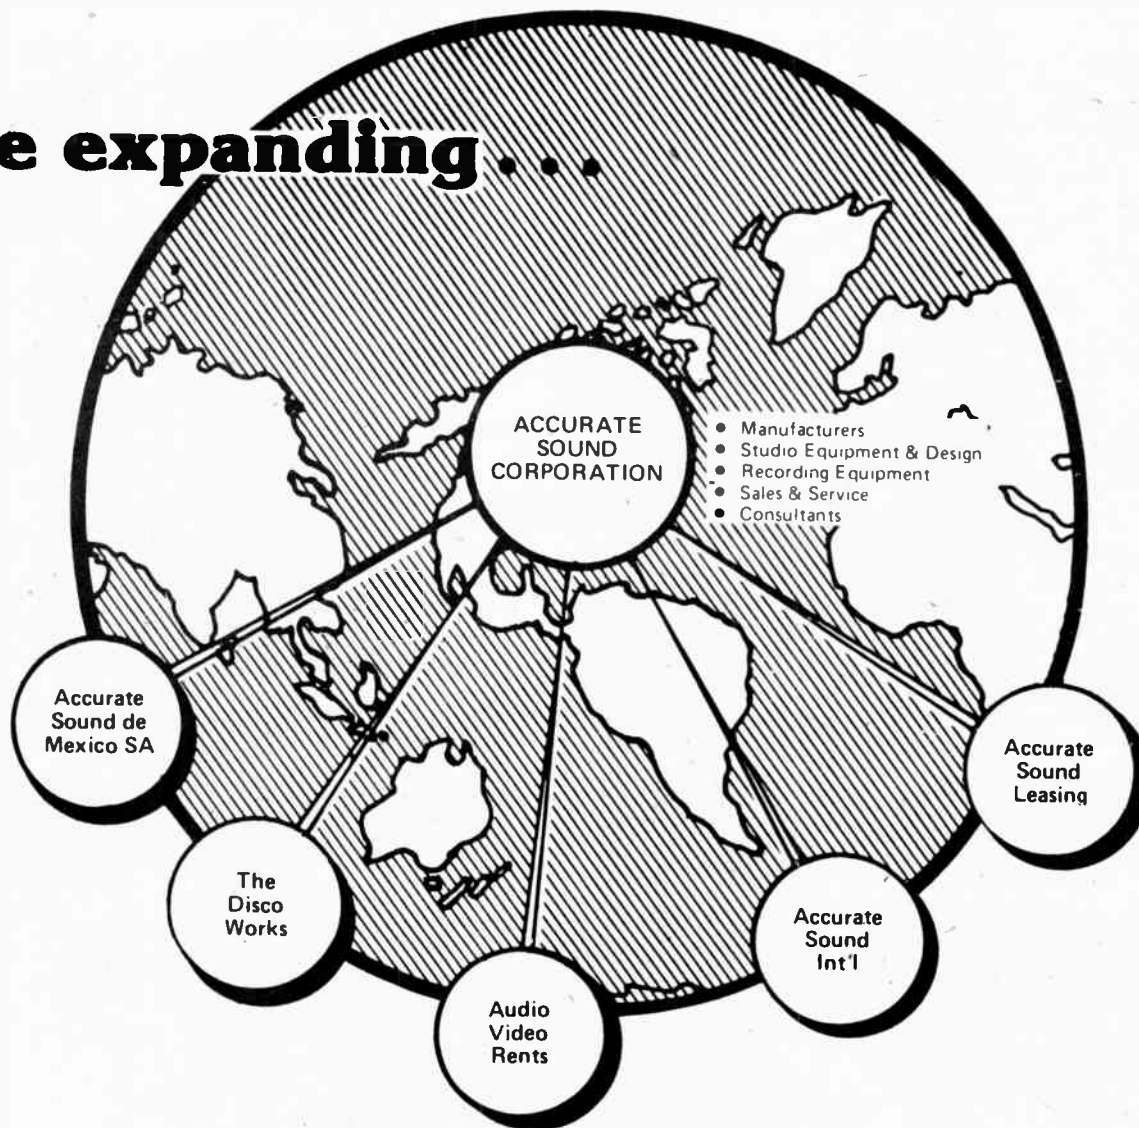 e expanding . . .
ACCURATE
SOUND
CORPORATION
• Manufacturers
• Studio Equipment & Design
• Recording Equipment
• Sales & Service
• Consultants
Accurate
Sound de
Mexico SA
The
Disco
Works
Audio
Video
Rents
Accurate
Sound
Int'l
Accurate
Sound
Leasing